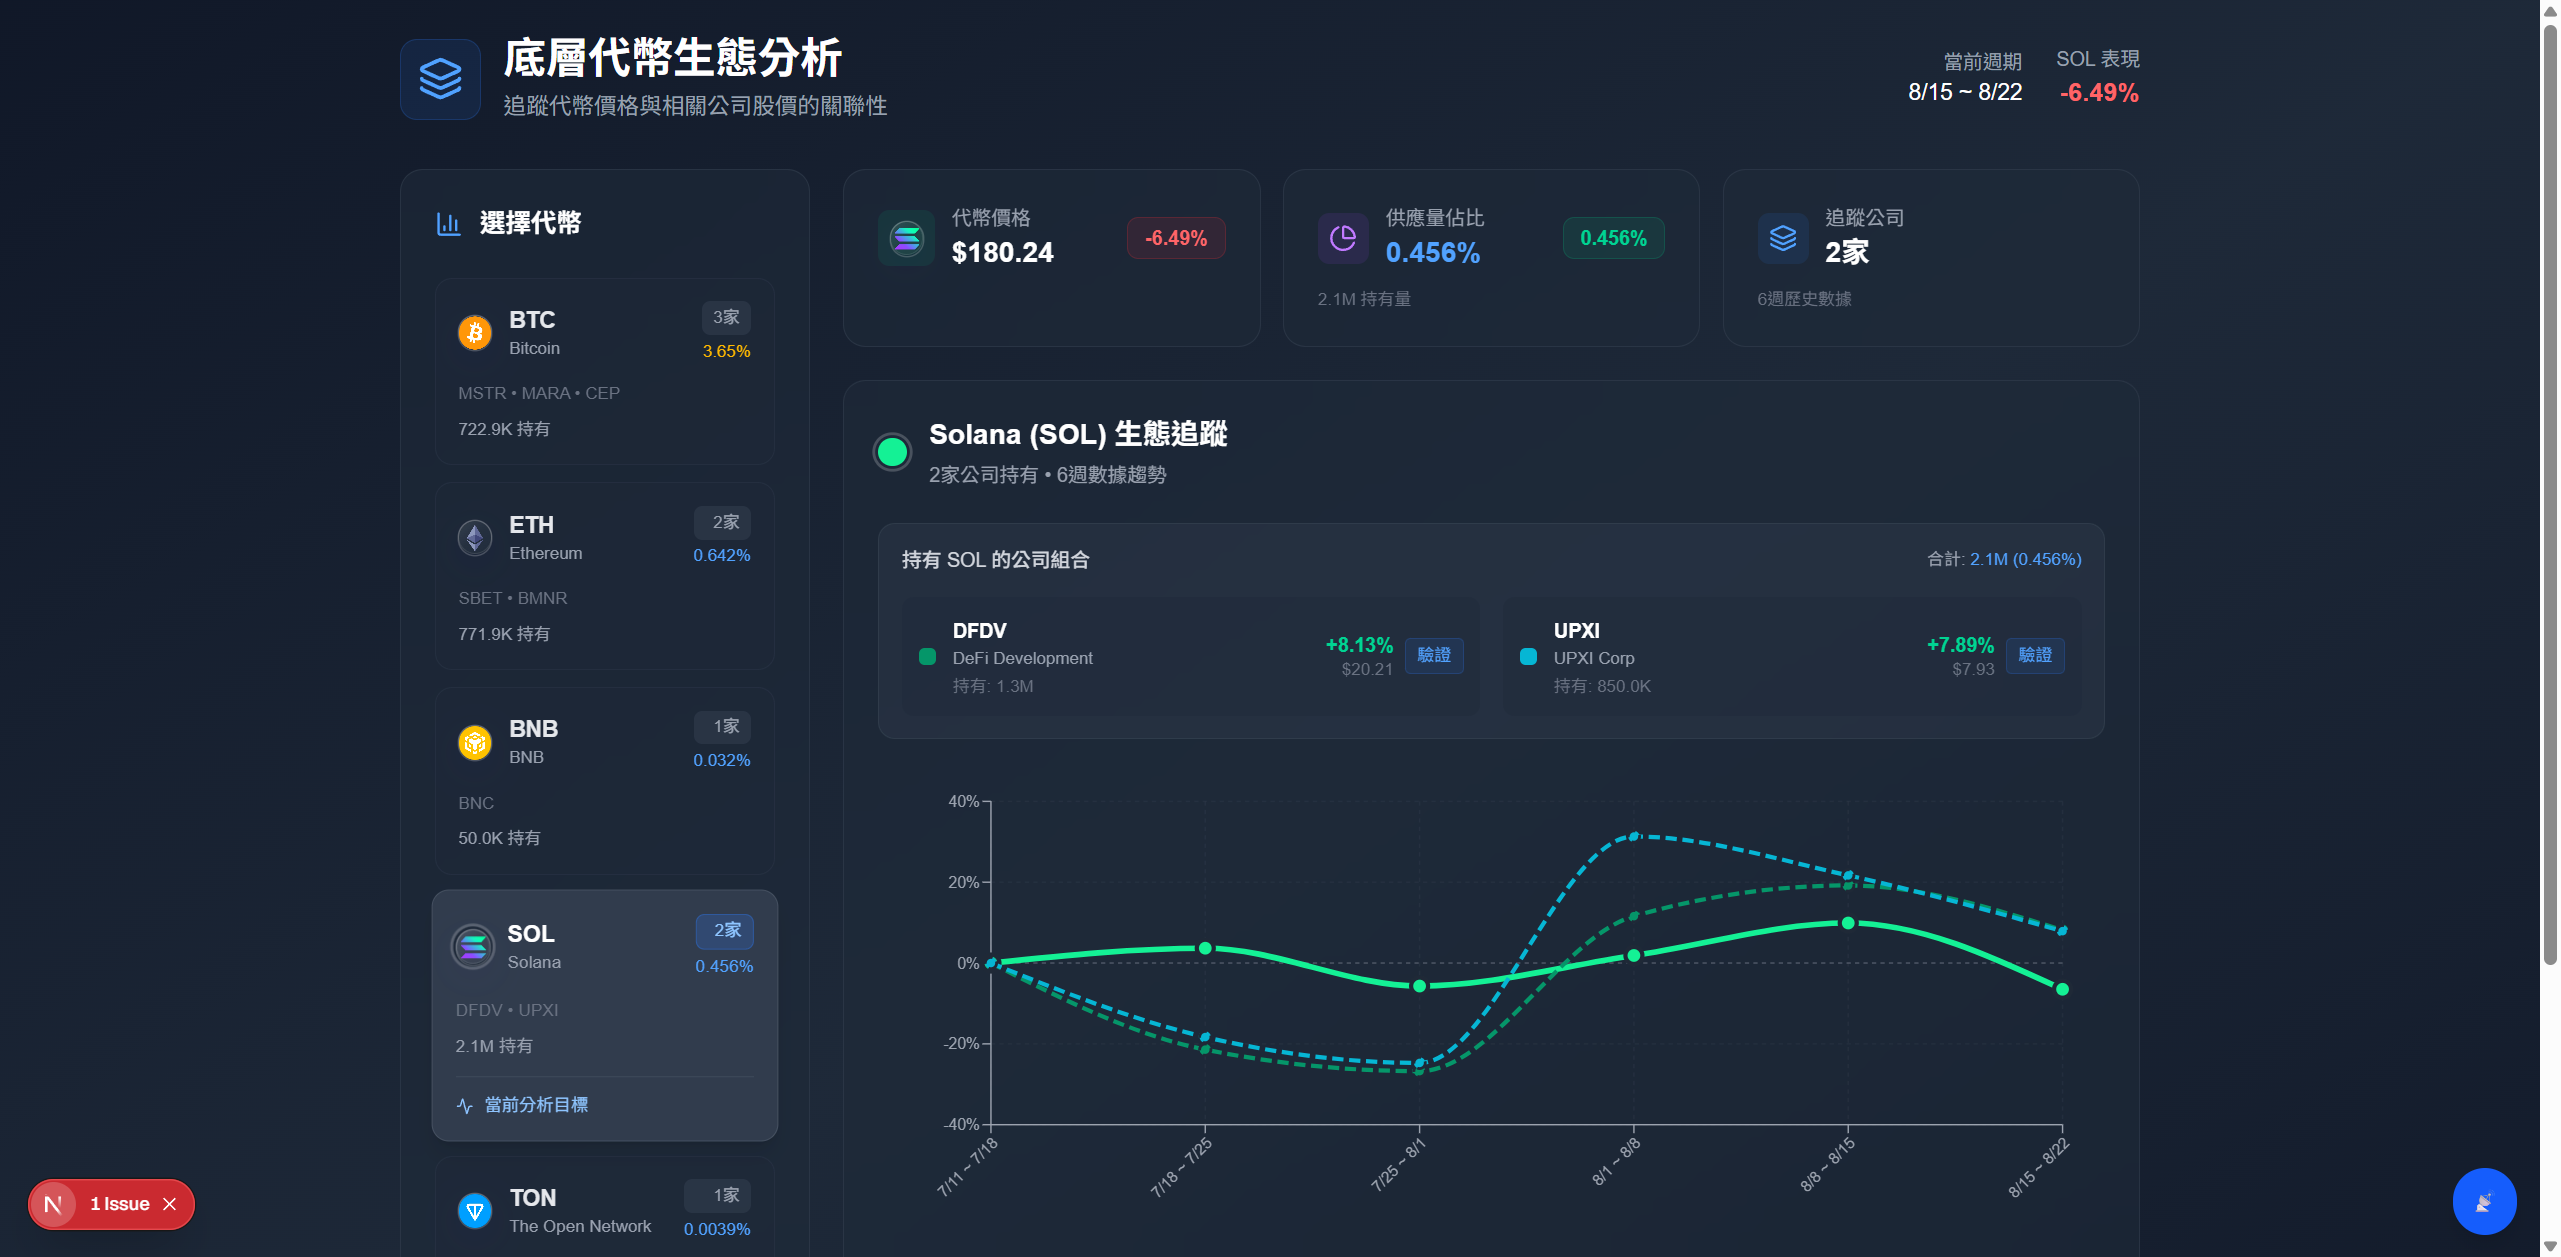 底層代幣生態分析
追蹤代幣價格與相關公司股價的關聯性
當前週期
8/15 ~ 8/22
SOL 表現
-6.49%
選擇代幣
BTC
Bitcoin
3家
3.65%
MSTR • MARA • CEP
722.9K 持有
ETH
Ethereum
2家
0.642%
SBET • BMNR
771.9K 持有
BNB
BNB
1家
0.032%
BNC
50.0K 持有
SOL
Solana
2家
0.456%
DFDV • UPXI
2.1M 持有
當前分析目標
TON
The Open Network
1家
0.0039%
代幣價格
$180.24
-6.49%
供應量佔比
0.456%
0.456%
2.1M 持有量
追蹤公司
2家
6週歷史數據
Solana (SOL) 生態追蹤
2家公司持有 • 6週數據趨勢
持有 SOL 的公司組合
合計: 2.1M (0.456%)
DFDV
DeFi Development
持有: 1.3M
+8.13%
$20.21
驗證
UPXI
UPXI Corp
持有: 850.0K
+7.89%
$7.93
驗證
40%
20%
0%
-20%
-40%
7/11 ~ 7/18
7/18 ~ 7/25
7/25 ~ 8/1
8/1 ~ 8/8
8/8 ~ 8/15
8/15 ~ 8/22
N
1 Issue